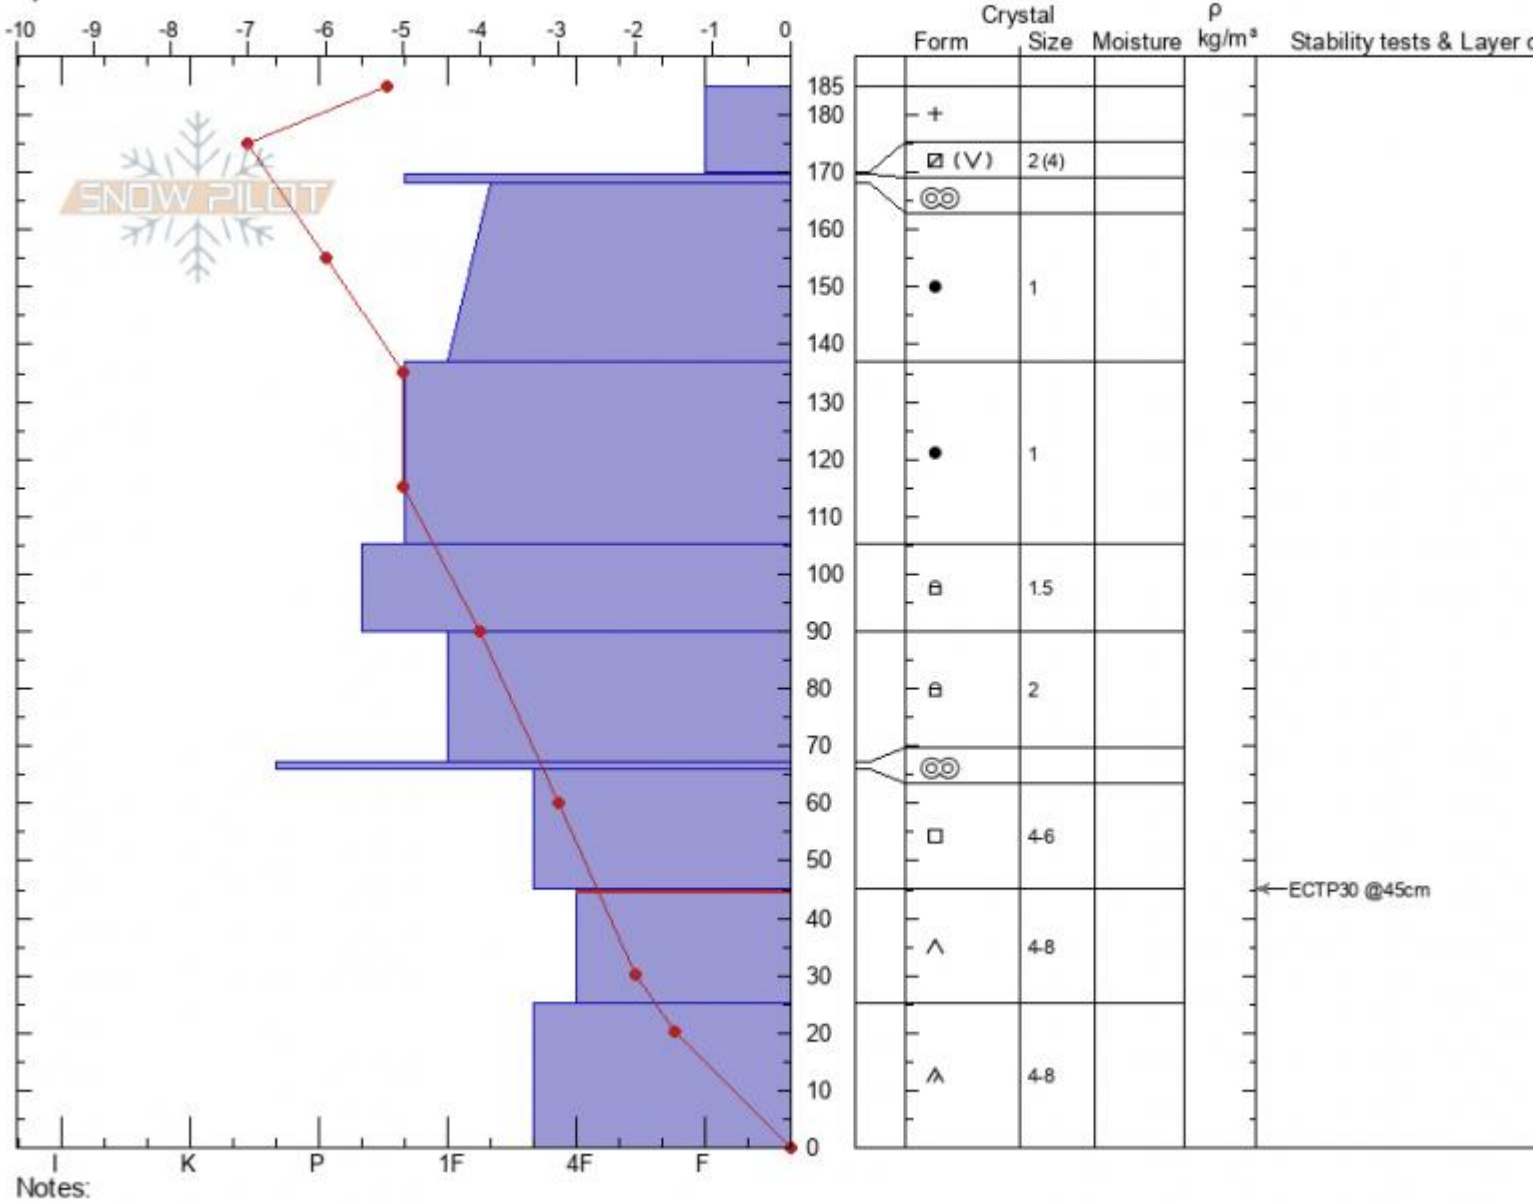 -10 -9 -8 -7 -6 -5 -4 -3 -2 -1 0
Crystal
ρ
Form Size Moisture kg/m³ Stability tests & Layer c
SNOW PILOT
185
180 +
170 (V) 2 (4)
160
150 1
140
130
120 1
110
100 1.5
90
80 2
70
60
50 4-6
ECTP30 @45cm
40
30 4-8
20
10 4-8
0
I K P 1F 4F F
Notes: